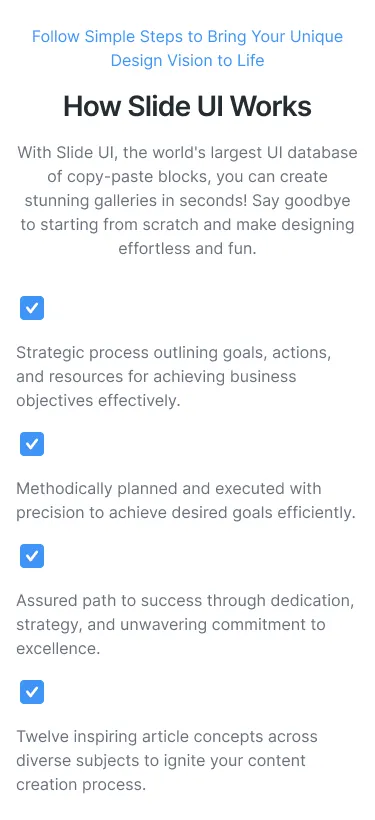 Follow Simple Steps to Bring Your Unique
Design Vision to Life
How Slide UI Works
With Slide UI, the world's largest UI database
of copy-paste blocks, you can create
stunning galleries in seconds! Say goodbye
to starting from scratch and make designing
effortless and fun.
Strategic process outlining goals, actions,
and resources for achieving business
objectives effectively.
Methodically planned and executed with
precision to achieve desired goals efficiently.
Assured path to success through dedication,
strategy, and unwavering commitment to
excellence.
Twelve inspiring article concepts across
diverse subjects to ignite your content
creation process.